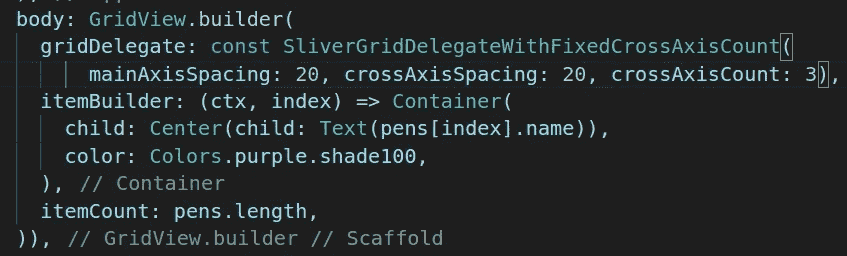 body: GridView.builder(
gridDelegate: const SliverGridDelegateWithFixedCrossAxisCount(
mainAxisSpacing: 20, crossAxisSpacing: 20, crossAxisCount: 3),
itemBuilder: (ctx, index) => Container(
child: Center(child: Text(pens[index].name)),
color: Colors.purple.shade100,
), // Container
itemCount: pens.length,
)), // GridView.builder // Scaffold